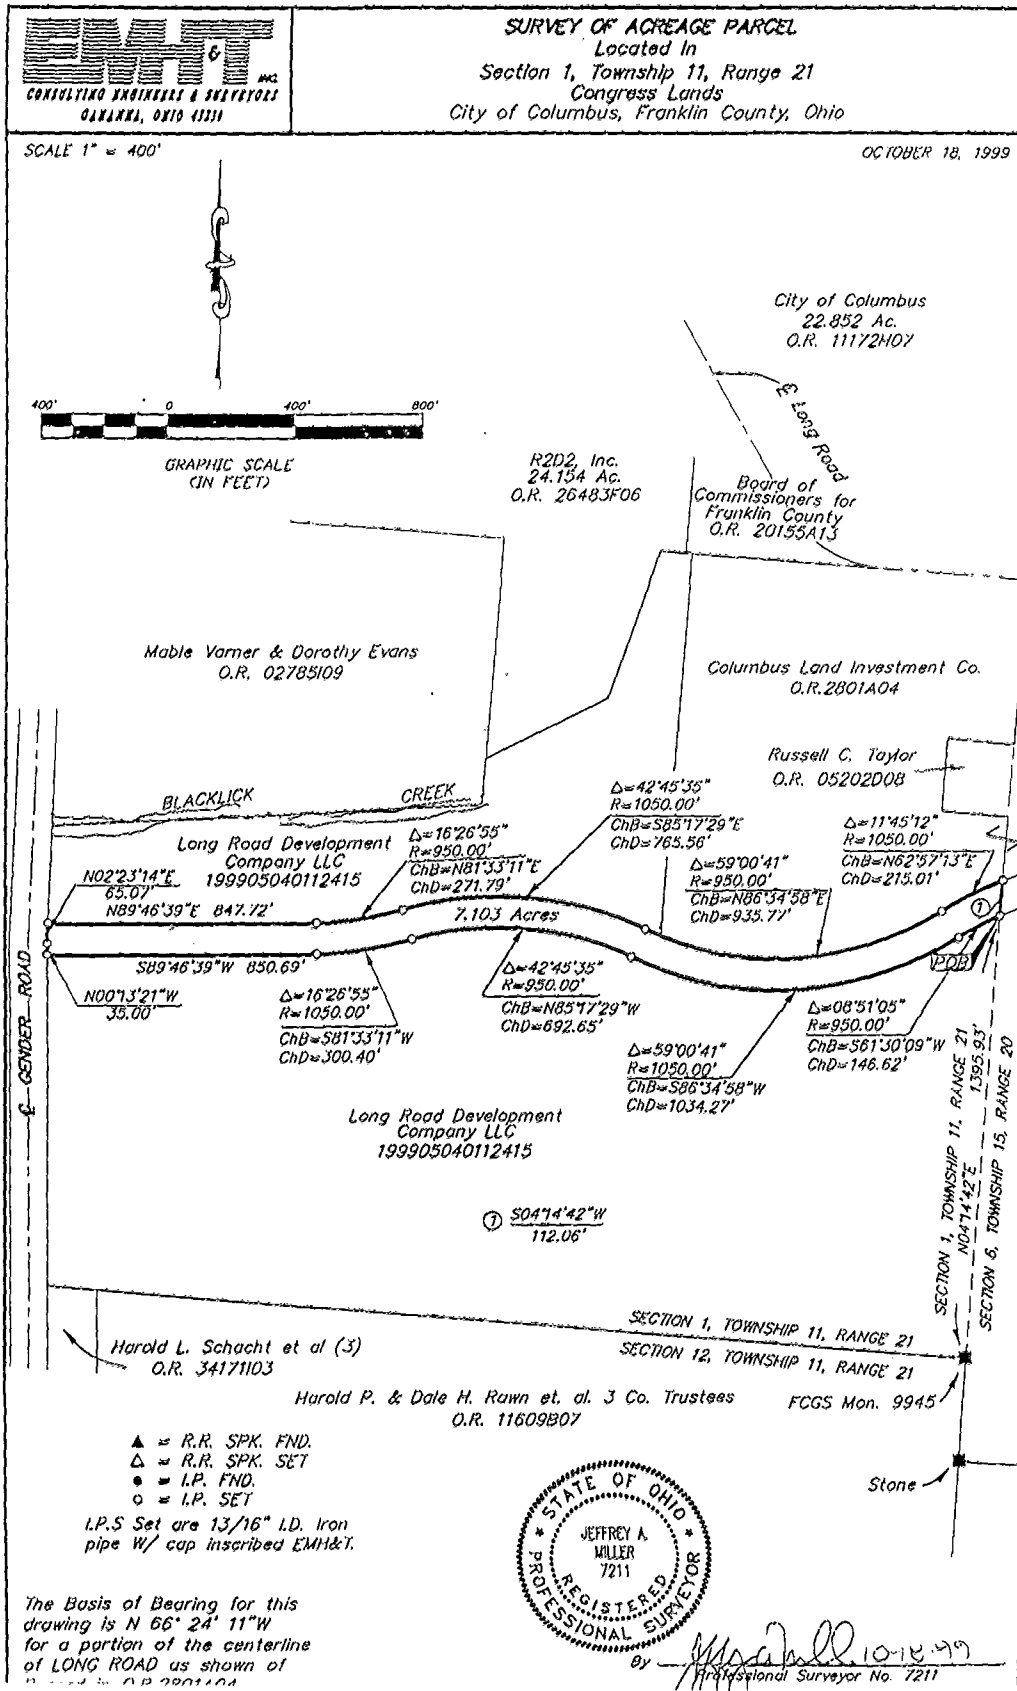 EMH&T INC.
CONSULTING ENGINEERS & SURVEYORS
GAHANNA, OHIO 43230
SURVEY OF ACREAGE PARCEL
Located In
Section 1, Township 11, Range 21
Congress Lands
City of Columbus, Franklin County, Ohio
SCALE 1" = 400'
OCTOBER 18, 1999
400' 0 400' 800'
GRAPHIC SCALE
(IN FEET)
City of Columbus
22.852 Ac.
O.R. 11172H07
℄ Long Road
R2D2, Inc.
24.154 Ac.
O.R. 26483F06
Board of
Commissioners for
Franklin County
O.R. 20155A13
Mable Varner & Dorothy Evans
O.R. 02785I09
Columbus Land Investment Co.
O.R.2801A04
Russell C. Taylor
O.R. 05202D08
BLACKLICK CREEK
Long Road Development
Company LLC
199905040112415
Δ=16°26'55"
R=950.00'
ChB=N81°33'11"E
ChD=271.79'
Δ=42°45'35"
R=1050.00'
ChB=S85°17'29"E
ChD=765.56'
Δ=59°00'41"
R=950.00'
ChB=N86°34'58"E
ChD=935.77'
Δ=11°45'12"
R=1050.00'
ChB=N62°57'13"E
ChD=215.01'
N02°23'14"E
65.07'
N89°46'39"E 847.72'
7.103 Acres
1
POB
S89°46'39"W 850.69'
N00°13'21"W
35.00'
Δ=16°26'55"
R=1050.00'
ChB=S81°33'11"W
ChD=300.40'
Δ=42°45'35"
R=950.00'
ChB=N85°17'29"W
ChD=692.65'
Δ=59°00'41"
R=1050.00'
ChB=S86°34'58"W
ChD=1034.27'
Δ=08°51'05"
R=950.00'
ChB=S61°30'09"W
ChD=146.62'
℄ GENDER ROAD
Long Road Development
Company LLC
199905040112415
1 S04°14'42"W
112.06'
SECTION 1, TOWNSHIP 11, RANGE 21
N04°14'42"E 1395.93'
SECTION 6, TOWNSHIP 15, RANGE 20
SECTION 1, TOWNSHIP 11, RANGE 21
SECTION 12, TOWNSHIP 11, RANGE 21
Harold L. Schacht et al (3)
O.R. 34171I03
Harold P. & Dale H. Rawn et. al. 3 Co. Trustees
O.R. 11609B07
FCGS Mon. 9945
Stone
▲ = R.R. SPK. FND.
△ = R.R. SPK. SET
● = I.P. FND.
○ = I.P. SET
I.P.S Set are 13/16" I.D. Iron
pipe W/ cap inscribed EMH&T.
STATE OF OHIO
JEFFREY A.
MILLER
7211
REGISTERED
PROFESSIONAL SURVEYOR
The Basis of Bearing for this
drawing is N 66° 24' 11"W
for a portion of the centerline
of LONG ROAD as shown of
O.R. 2801A04
By 10-18-99
Professional Surveyor No. 7211